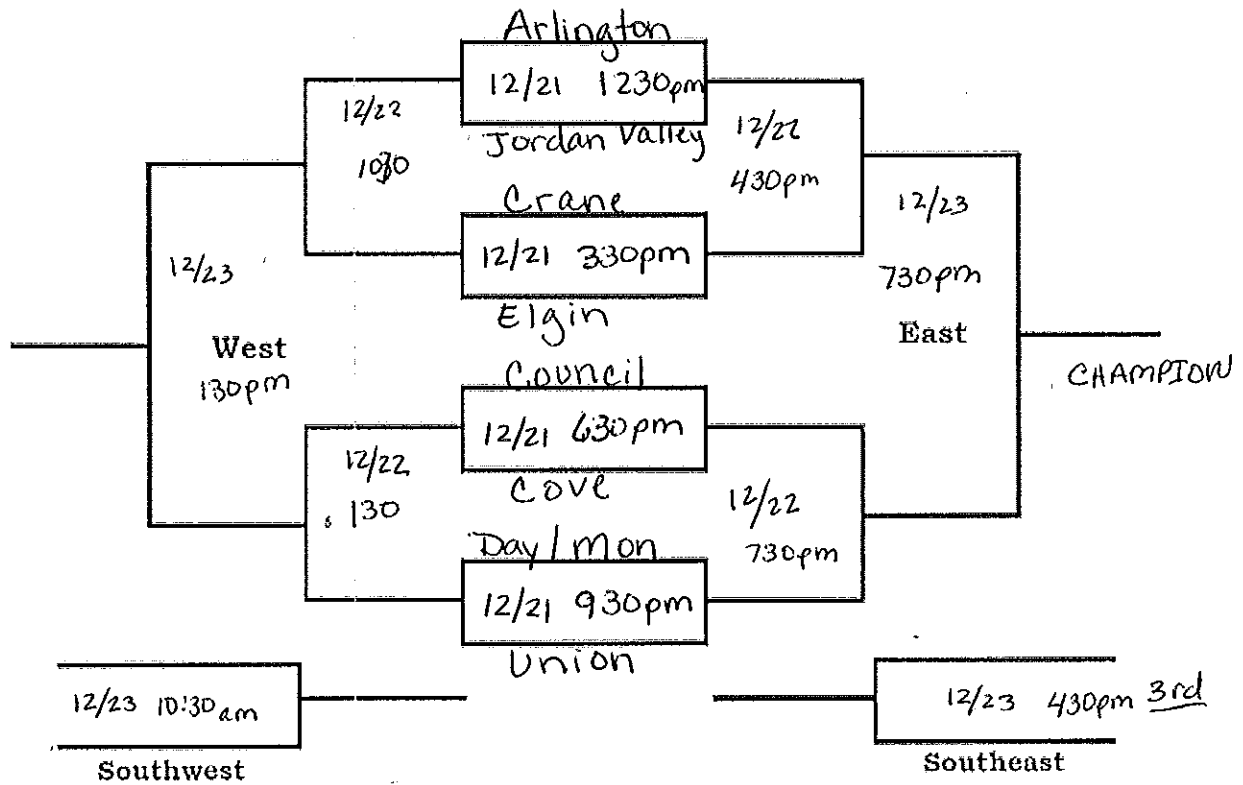 Arlington
12/21 1230pm
Jordan Valley
12/22
1030
12/22
430pm
Crane
12/21 330pm
Elgin
12/23
West
130pm
12/23
730pm
East
CHAMPION
Council
12/21 630pm
Cove
12/22
130
12/22
730pm
Day/Mon
12/21 930pm
Union
12/23 10:30am
Southwest
12/23 430pm 3rd
Southeast